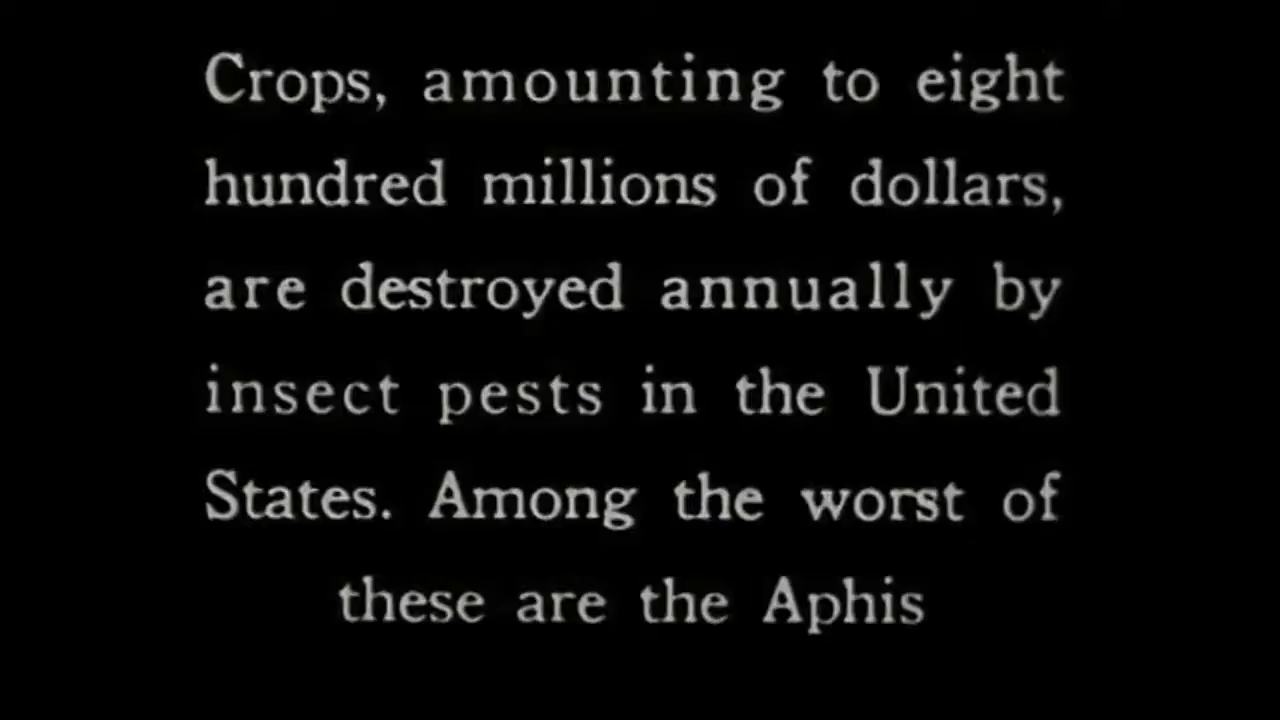 Crops, amounting to eight
hundred millions of dollars,
are destroyed annually by
insect pests in the United
States. Among the worst of
these are the Aphis